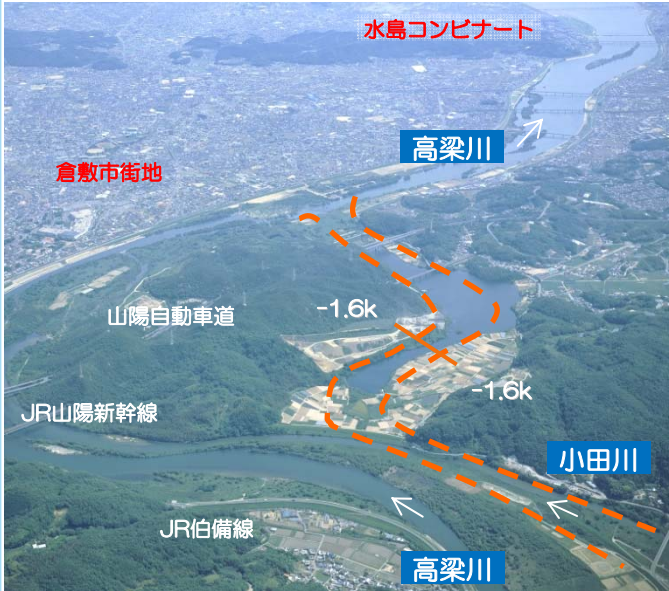 水島コンビナート
高梁川
倉敷市街地
山陽自動車道
-1.6k
-1.6k
JR山陽新幹線
小田川
JR伯備線
高梁川